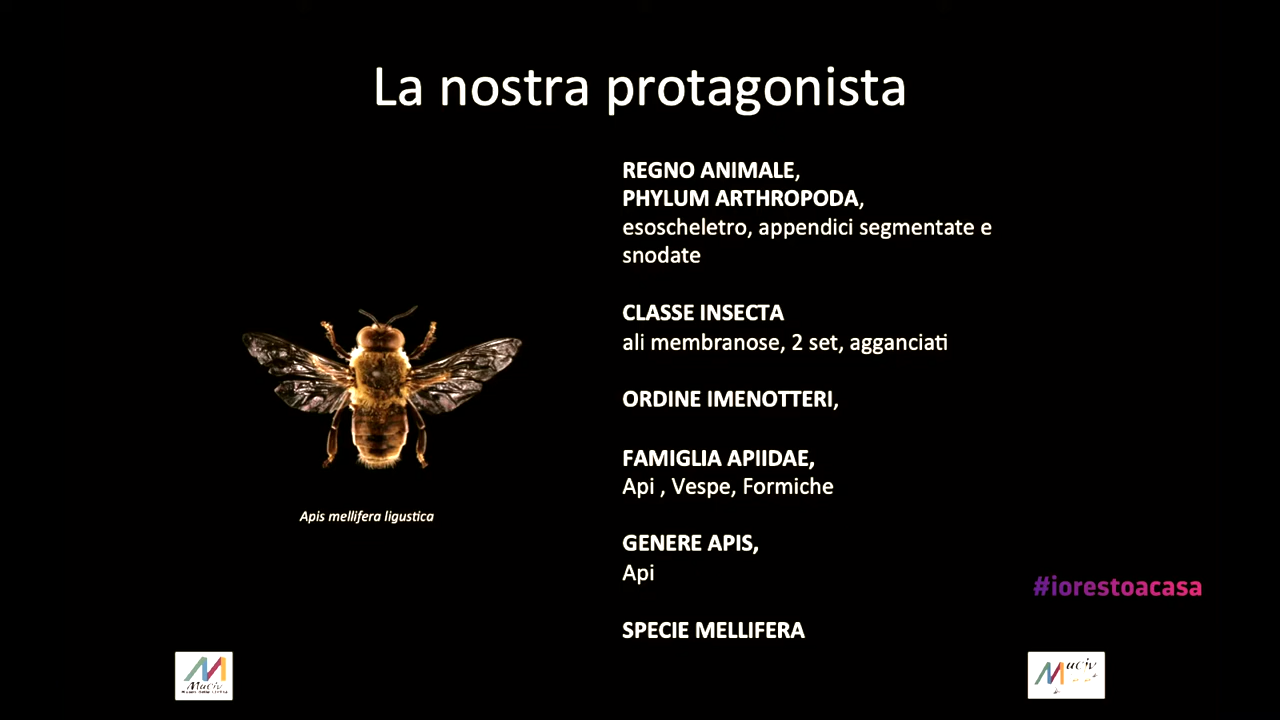 La nostra protagonista
REGNO ANIMALE,
PHYLUM ARTHROPODA,
esoscheletro, appendici segmentate e
snodate
CLASSE INSECTA
ali membranose, 2 set, agganciati
ORDINE IMENOTTERI,
FAMIGLIA APIIDAE,
Api , Vespe, Formiche
GENERE APIS,
Api
SPECIE MELLIFERA
Apis mellifera ligustica
#iorestoacasa
MuCiv